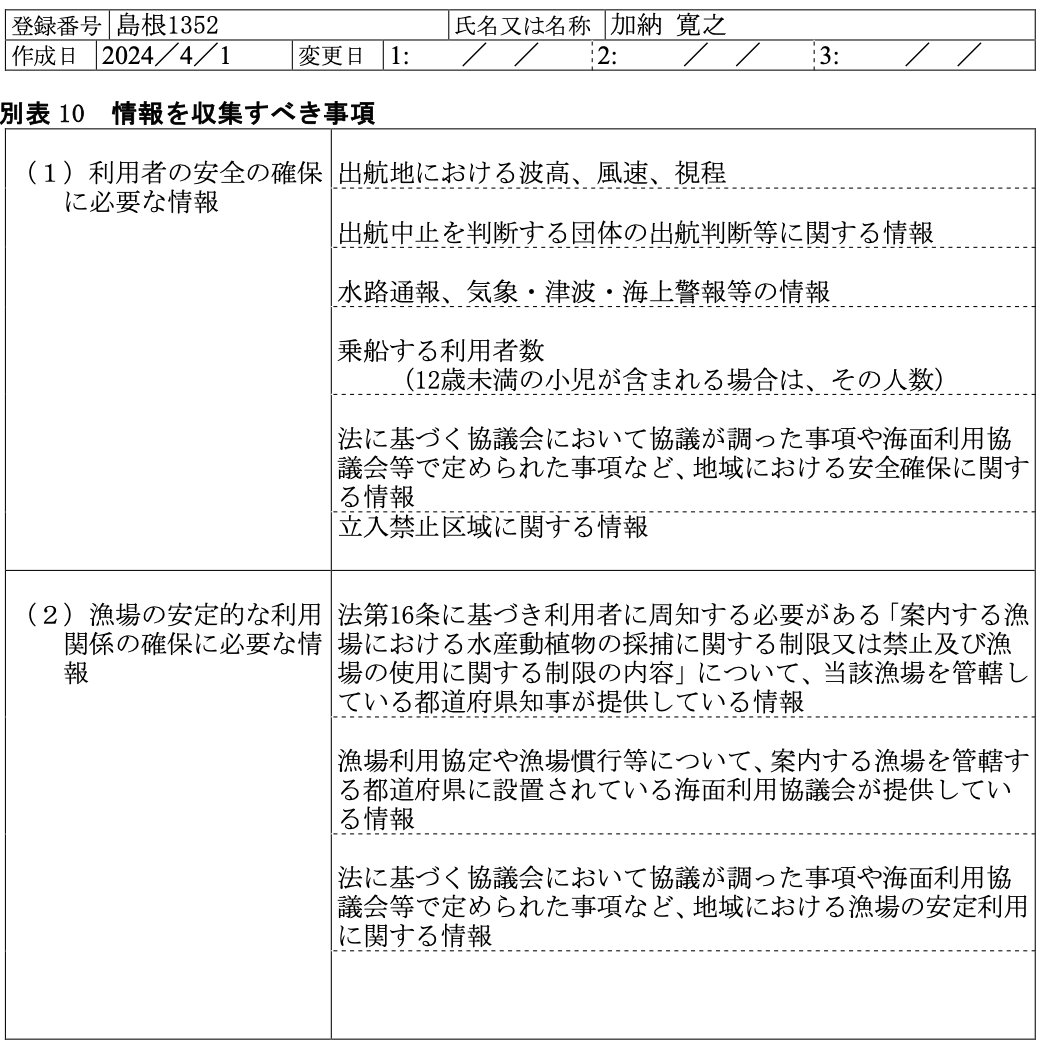 登録番号 島根1352 氏名又は名称 加納 寛之
作成日 2024／4／1 変更日 1: ／ ／ 2: ／ ／ 3: ／ ／
別表10 情報を収集すべき事項
（１）利用者の安全の確保
に必要な情報
出航地における波高、風速、視程
出航中止を判断する団体の出航判断等に関する情報
水路通報、気象・津波・海上警報等の情報
乗船する利用者数
（12歳未満の小児が含まれる場合は、その人数）
法に基づく協議会において協議が調った事項や海面利用協
議会等で定められた事項など、地域における安全確保に関す
る情報
立入禁止区域に関する情報
（２）漁場の安定的な利用
関係の確保に必要な情
報
法第16条に基づき利用者に周知する必要がある「案内する漁
場における水産動植物の採捕に関する制限又は禁止及び漁
場の使用に関する制限の内容」について、当該漁場を管轄し
ている都道府県知事が提供している情報
漁場利用協定や漁場慣行等について、案内する漁場を管轄す
る都道府県に設置されている海面利用協議会が提供してい
る情報
法に基づく協議会において協議が調った事項や海面利用協
議会等で定められた事項など、地域における漁場の安定利用
に関する情報